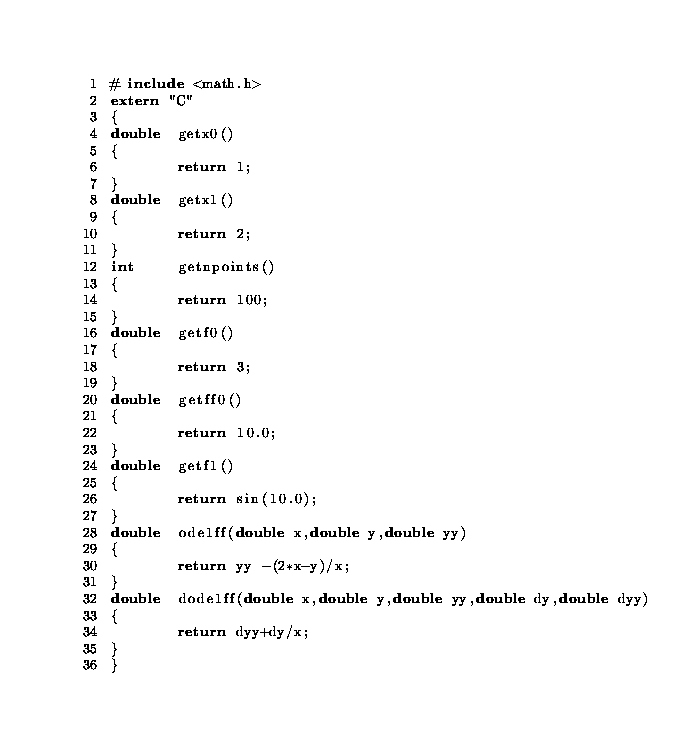 1 # include <math.h>
2 extern "C"
3 {
4 double getx0()
5 {
6 return 1;
7 }
8 double getx1()
9 {
10 return 2;
11 }
12 int getnpoints()
13 {
14 return 100;
15 }
16 double getf0()
17 {
18 return 3;
19 }
20 double getff0()
21 {
22 return 10.0;
23 }
24 double getf1()
25 {
26 return sin(10.0);
27 }
28 double ode1ff(double x,double y,double yy)
29 {
30 return yy -(2*x-y)/x;
31 }
32 double dode1ff(double x,double y,double yy,double dy,double dyy)
33 {
34 return dyy+dy/x;
35 }
36 }